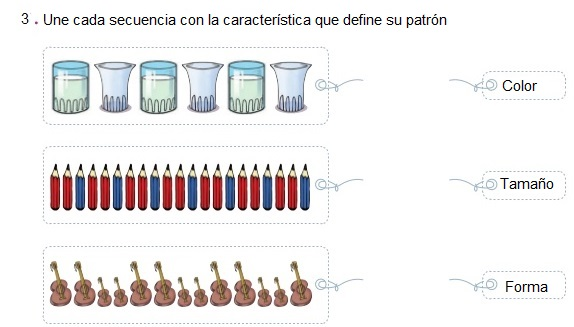 3 . Une cada secuencia con la característica que define su patrón
Color
Tamaño
Forma